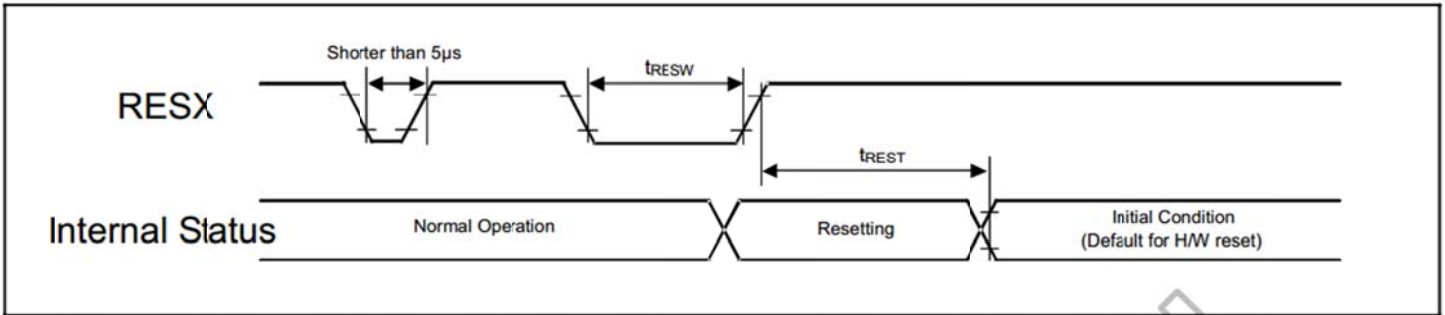 Shorter than 5µs
tRESW
RESX
tREST
Internal Status
Normal Operation
Resetting
Initial Condition
(Default for H/W reset)